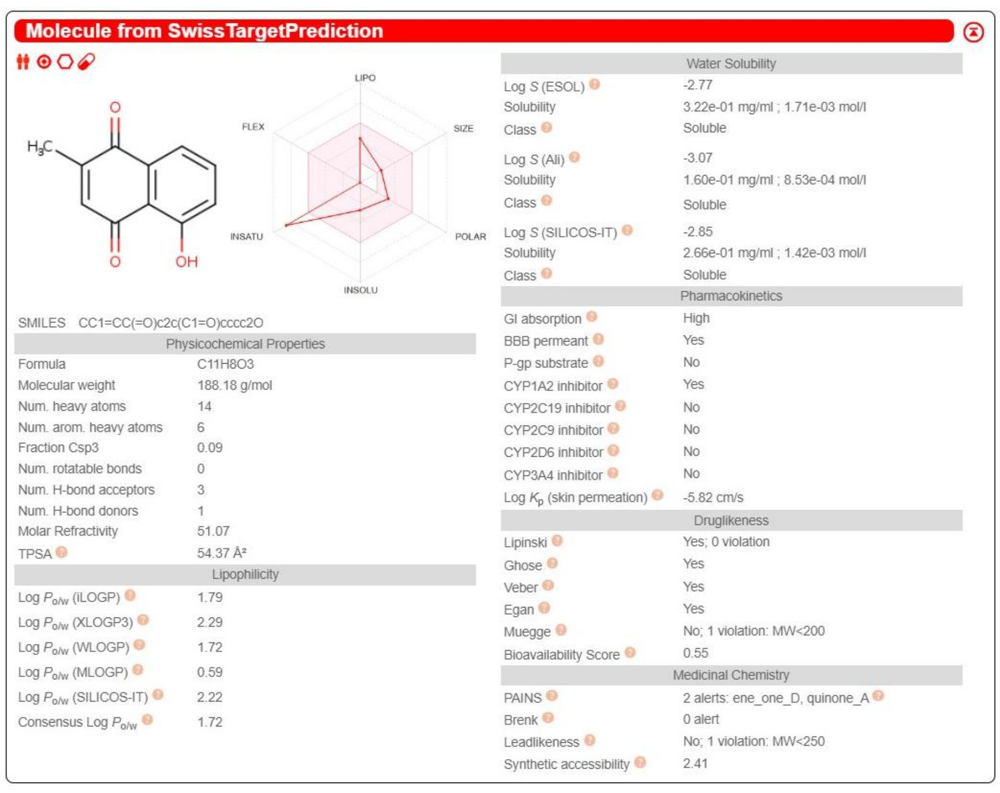 Molecule from SwissTargetPrediction
LIPO
FLEX
SIZE
INSATU
POLAR
INSOLU
H3C
O
O
OH
SMILES CC1=CC(=O)c2c(C1=O)cccc2O
Physicochemical Properties
Formula C11H8O3
Molecular weight 188.18 g/mol
Num. heavy atoms 14
Num. arom. heavy atoms 6
Fraction Csp3 0.09
Num. rotatable bonds 0
Num. H-bond acceptors 3
Num. H-bond donors 1
Molar Refractivity 51.07
TPSA ? 54.37 Å²
Lipophilicity
Log Po/w (iLOGP) ? 1.79
Log Po/w (XLOGP3) ? 2.29
Log Po/w (WLOGP) ? 1.72
Log Po/w (MLOGP) ? 0.59
Log Po/w (SILICOS-IT) ? 2.22
Consensus Log Po/w ? 1.72
Water Solubility
Log S (ESOL) ? -2.77
Solubility 3.22e-01 mg/ml ; 1.71e-03 mol/l
Class ? Soluble
Log S (Ali) ? -3.07
Solubility 1.60e-01 mg/ml ; 8.53e-04 mol/l
Class ? Soluble
Log S (SILICOS-IT) ? -2.85
Solubility 2.66e-01 mg/ml ; 1.42e-03 mol/l
Class ? Soluble
Pharmacokinetics
GI absorption ? High
BBB permeant ? Yes
P-gp substrate ? No
CYP1A2 inhibitor ? Yes
CYP2C19 inhibitor ? No
CYP2C9 inhibitor ? No
CYP2D6 inhibitor ? No
CYP3A4 inhibitor ? No
Log Kp (skin permeation) ? -5.82 cm/s
Druglikeness
Lipinski ? Yes; 0 violation
Ghose ? Yes
Veber ? Yes
Egan ? Yes
Muegge ? No; 1 violation: MW<200
Bioavailability Score ? 0.55
Medicinal Chemistry
PAINS ? 2 alerts: ene_one_D, quinone_A ?
Brenk ? 0 alert
Leadlikeness ? No; 1 violation: MW<250
Synthetic accessibility ? 2.41